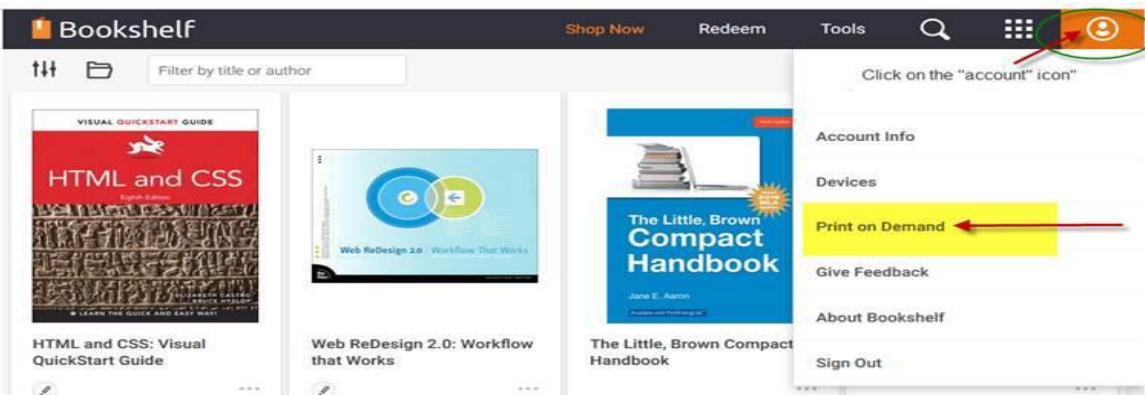 Bookshelf
Shop Now
Redeem
Tools
Filter by title or author
Click on the "account" icon"
Account Info
Devices
Print on Demand
Give Feedback
About Bookshelf
Sign Out
VISUAL QUICKSTART GUIDE
HTML and CSS
Eighth Edition
ELIZABETH CASTRO
BRUCE HYSLOP
LEARN THE QUICK AND EASY WAY!
HTML and CSS: Visual
QuickStart Guide
Web ReDesign 2.0 Workflow That Works
Web ReDesign 2.0: Workflow
that Works
2016 MLA
The Little, Brown
Compact
Handbook
Jane E. Aaron
The Little, Brown Compact
Handbook